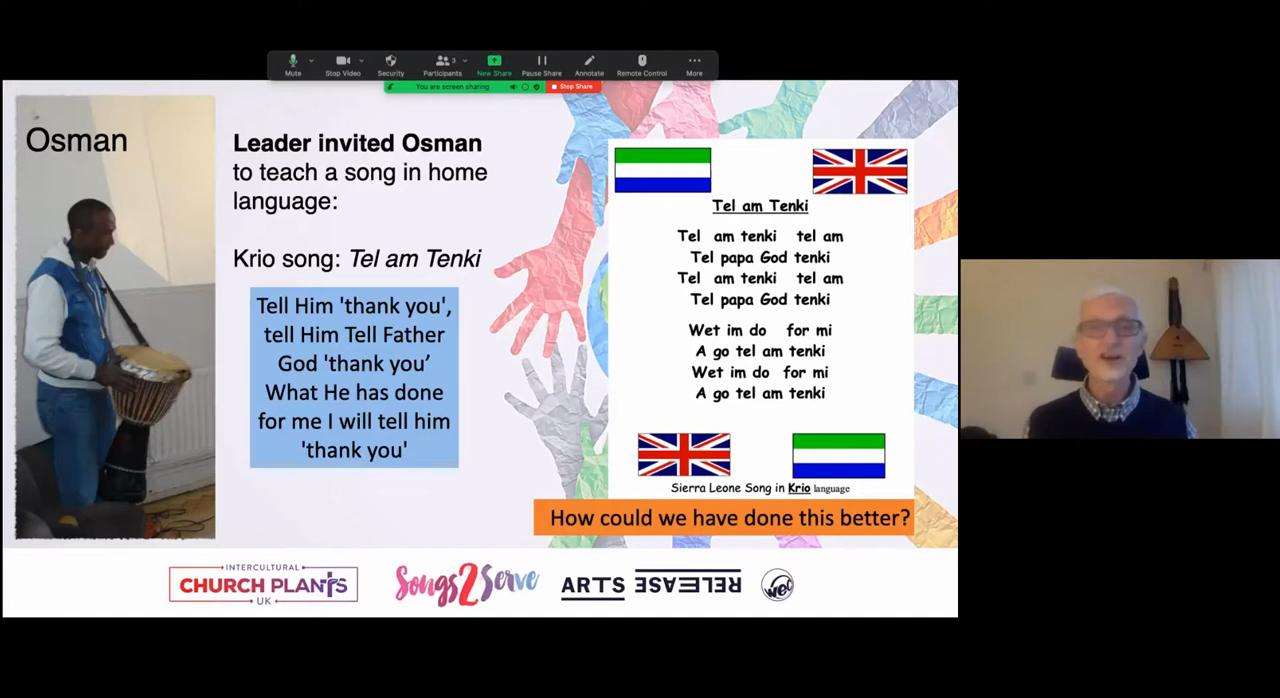 Mute
Stop Video
Security
Participants
3
New Share
Pause Share
Annotate
Remote Control
More
You are screen sharing
Stop Share
Osman
Leader invited Osman
to teach a song in home
language:
Krio song: Tel am Tenki
Tell Him 'thank you',
tell Him Tell Father
God 'thank you’
What He has done
for me I will tell him
'thank you'
Tel am Tenki
Tel am tenki tel am
Tel papa God tenki
Tel am tenki tel am
Tel papa God tenki
Wet im do for mi
A go tel am tenki
Wet im do for mi
A go tel am tenki
Sierra Leone Song in Krio language
How could we have done this better?
INTERCULTURAL
CHURCH PLANTS
UK
Songs2Serve
ARTS RELEASE
wec